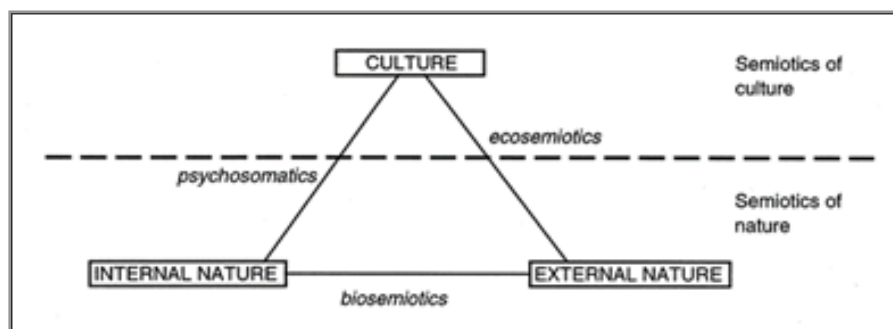 CULTURE
Semiotics of
culture
ecosemiotics
psychosomatics
Semiotics of
nature
INTERNAL NATURE
EXTERNAL NATURE
biosemiotics